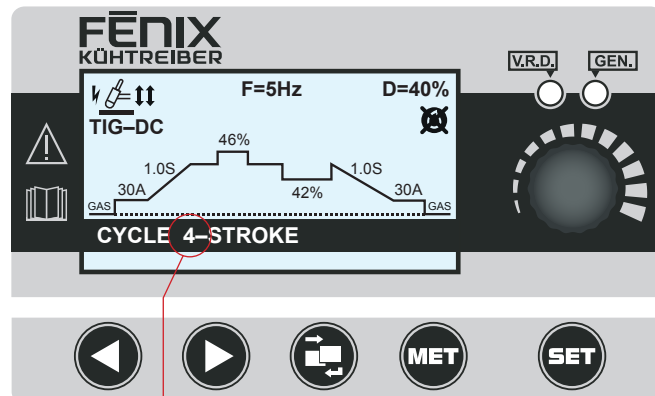 FĒNIX
KÜHTREIBER
V.R.D. GEN.
F=5Hz D=40%
TIG–DC
46%
1.0S 1.0S
42%
30A 30A
GAS GAS
CYCLE 4–STROKE
MET SET